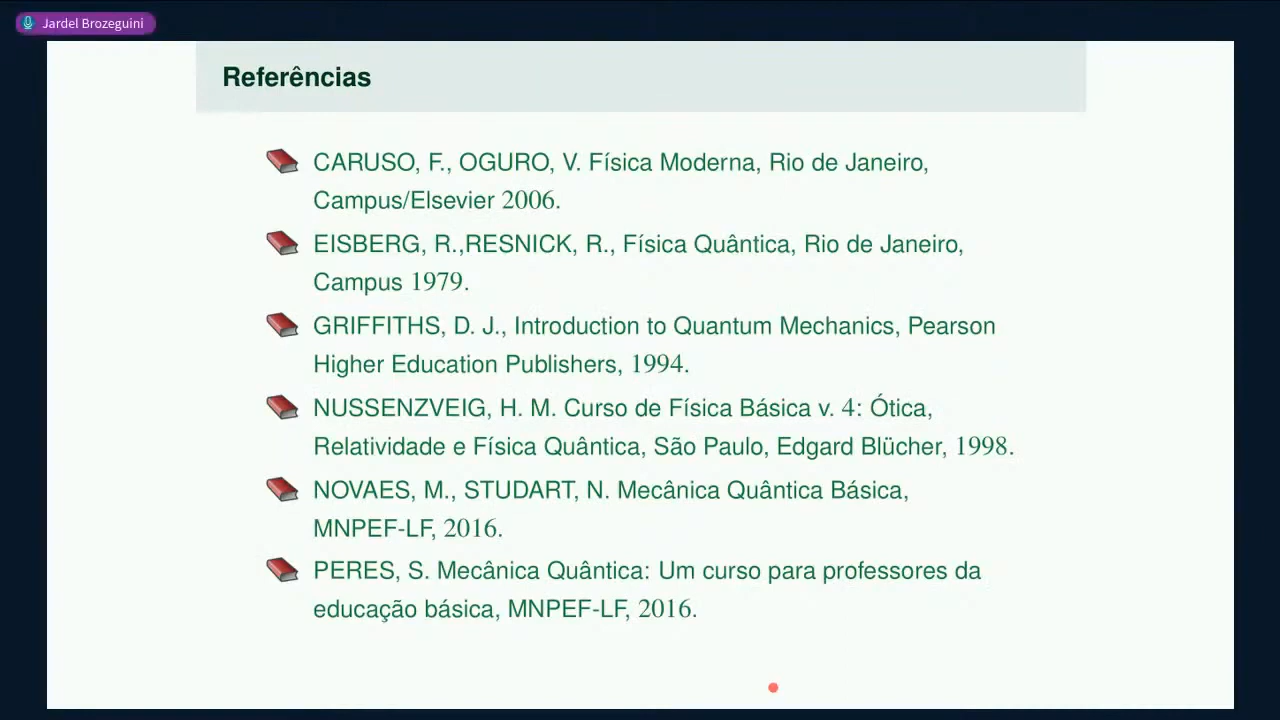 Jardel Brozeguini
Referências
CARUSO, F., OGURO, V. Física Moderna, Rio de Janeiro,
Campus/Elsevier 2006.
EISBERG, R.,RESNICK, R., Física Quântica, Rio de Janeiro,
Campus 1979.
GRIFFITHS, D. J., Introduction to Quantum Mechanics, Pearson
Higher Education Publishers, 1994.
NUSSENZVEIG, H. M. Curso de Física Básica v. 4: Ótica,
Relatividade e Física Quântica, São Paulo, Edgard Blücher, 1998.
NOVAES, M., STUDART, N. Mecânica Quântica Básica,
MNPEF-LF, 2016.
PERES, S. Mecânica Quântica: Um curso para professores da
educação básica, MNPEF-LF, 2016.